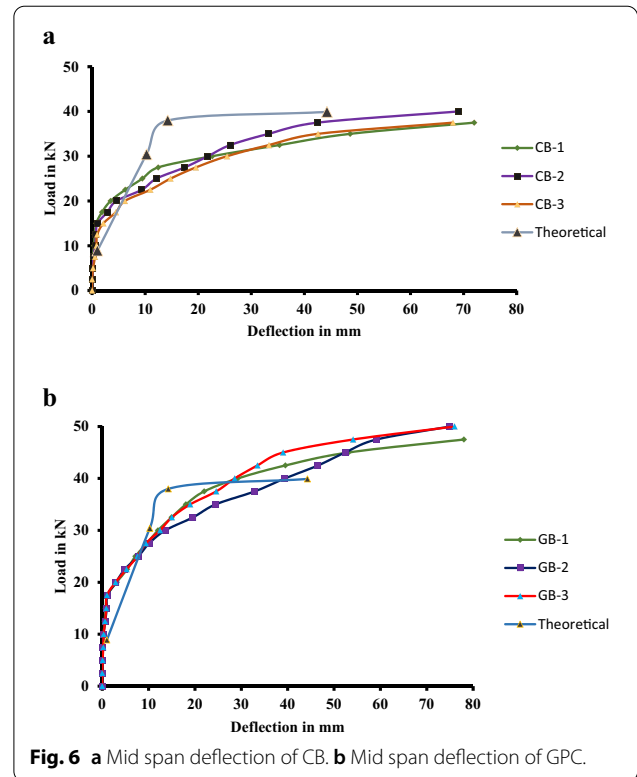 a
50
40
30
20
10
0
Load in kN
0 10 20 30 40 50 60 70 80
Deflection in mm
CB-1
CB-2
CB-3
Theoretical
b
50
40
30
20
10
0
Load in kN
0 10 20 30 40 50 60 70 80
Deflection in mm
GB-1
GB-2
GB-3
Theoretical
Fig. 6 a Mid span deflection of CB. b Mid span deflection of GPC.